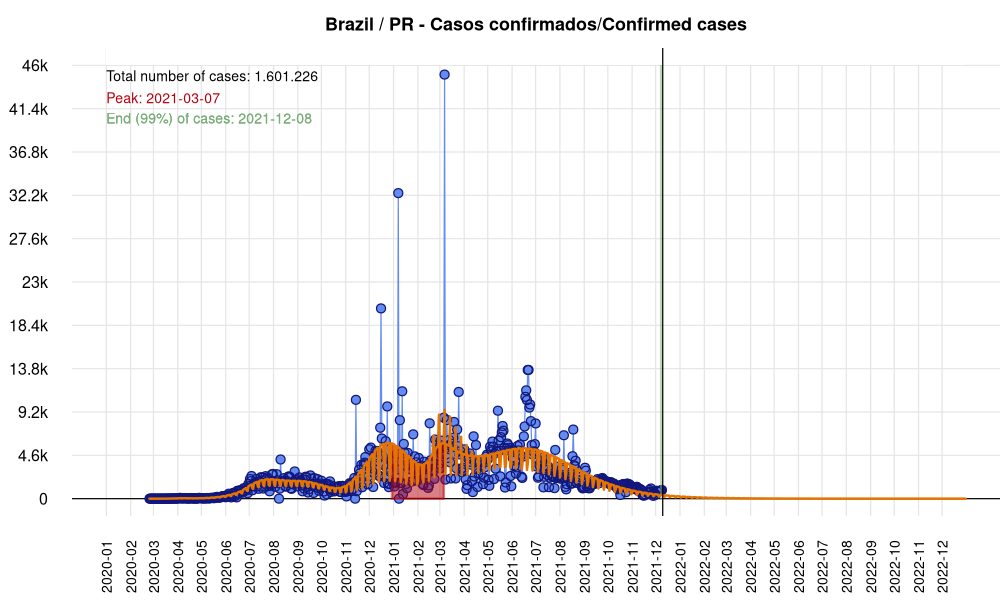 Brazil / PR - Casos confirmados/Confirmed cases
Total number of cases: 1.601.226
Peak: 2021-03-07
End (99%) of cases: 2021-12-08
46k
41.4k
36.8k
32.2k
27.6k
23k
18.4k
13.8k
9.2k
4.6k
0
2020-01
2020-02
2020-03
2020-04
2020-05
2020-06
2020-07
2020-08
2020-09
2020-10
2020-11
2020-12
2021-01
2021-02
2021-03
2021-04
2021-05
2021-06
2021-07
2021-08
2021-09
2021-10
2021-11
2021-12
2022-01
2022-02
2022-03
2022-04
2022-05
2022-06
2022-07
2022-08
2022-09
2022-10
2022-11
2022-12